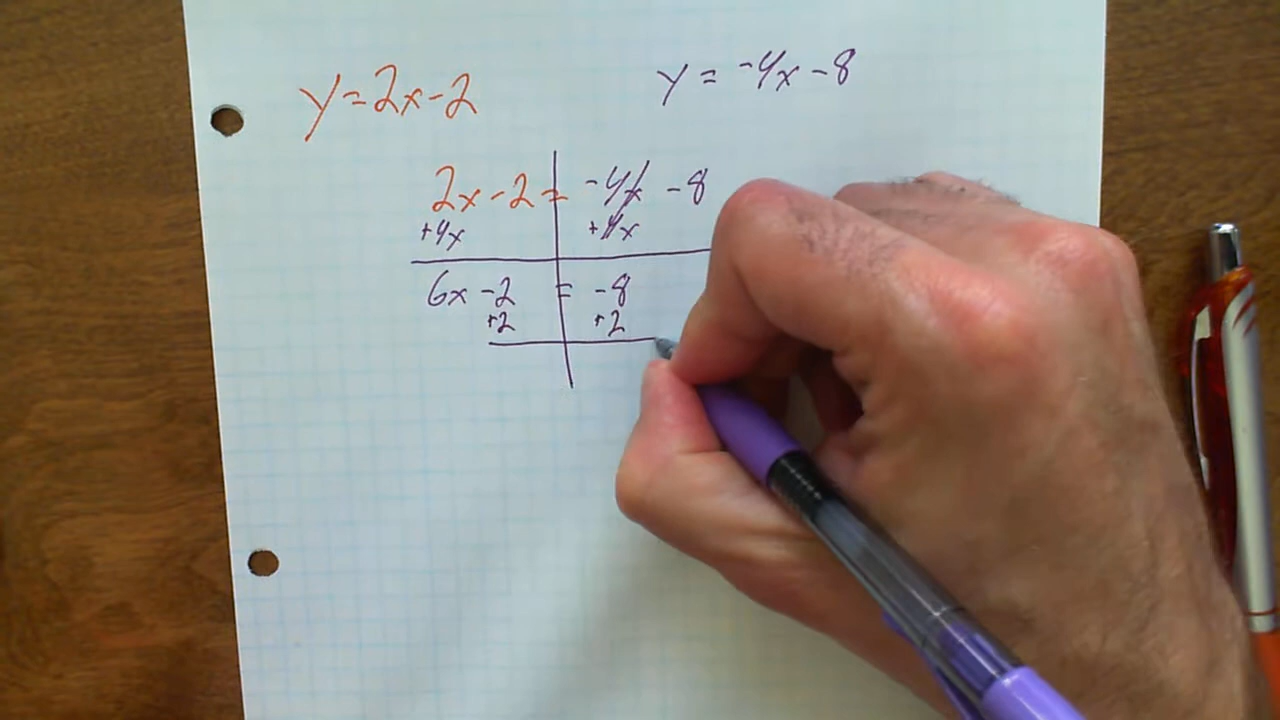 y = 2x - 2
y = -4x - 8
2x - 2 = -4x - 8
+4x +4x
6x - 2 = -8
+2 +2